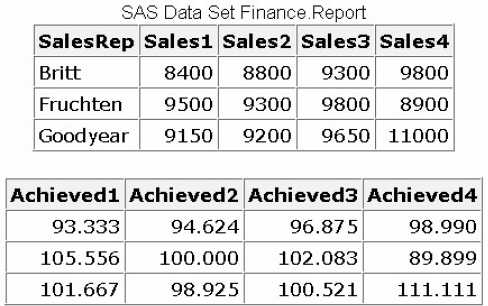 SAS Data Set Finance.Report
SalesRep Sales1 Sales2 Sales3 Sales4
Britt 8400 8800 9300 9800
Fruchten 9500 9300 9800 8900
Goodyear 9150 9200 9650 11000
Achieved1 Achieved2 Achieved3 Achieved4
93.333 94.624 96.875 98.990
105.556 100.000 102.083 89.899
101.667 98.925 100.521 111.111